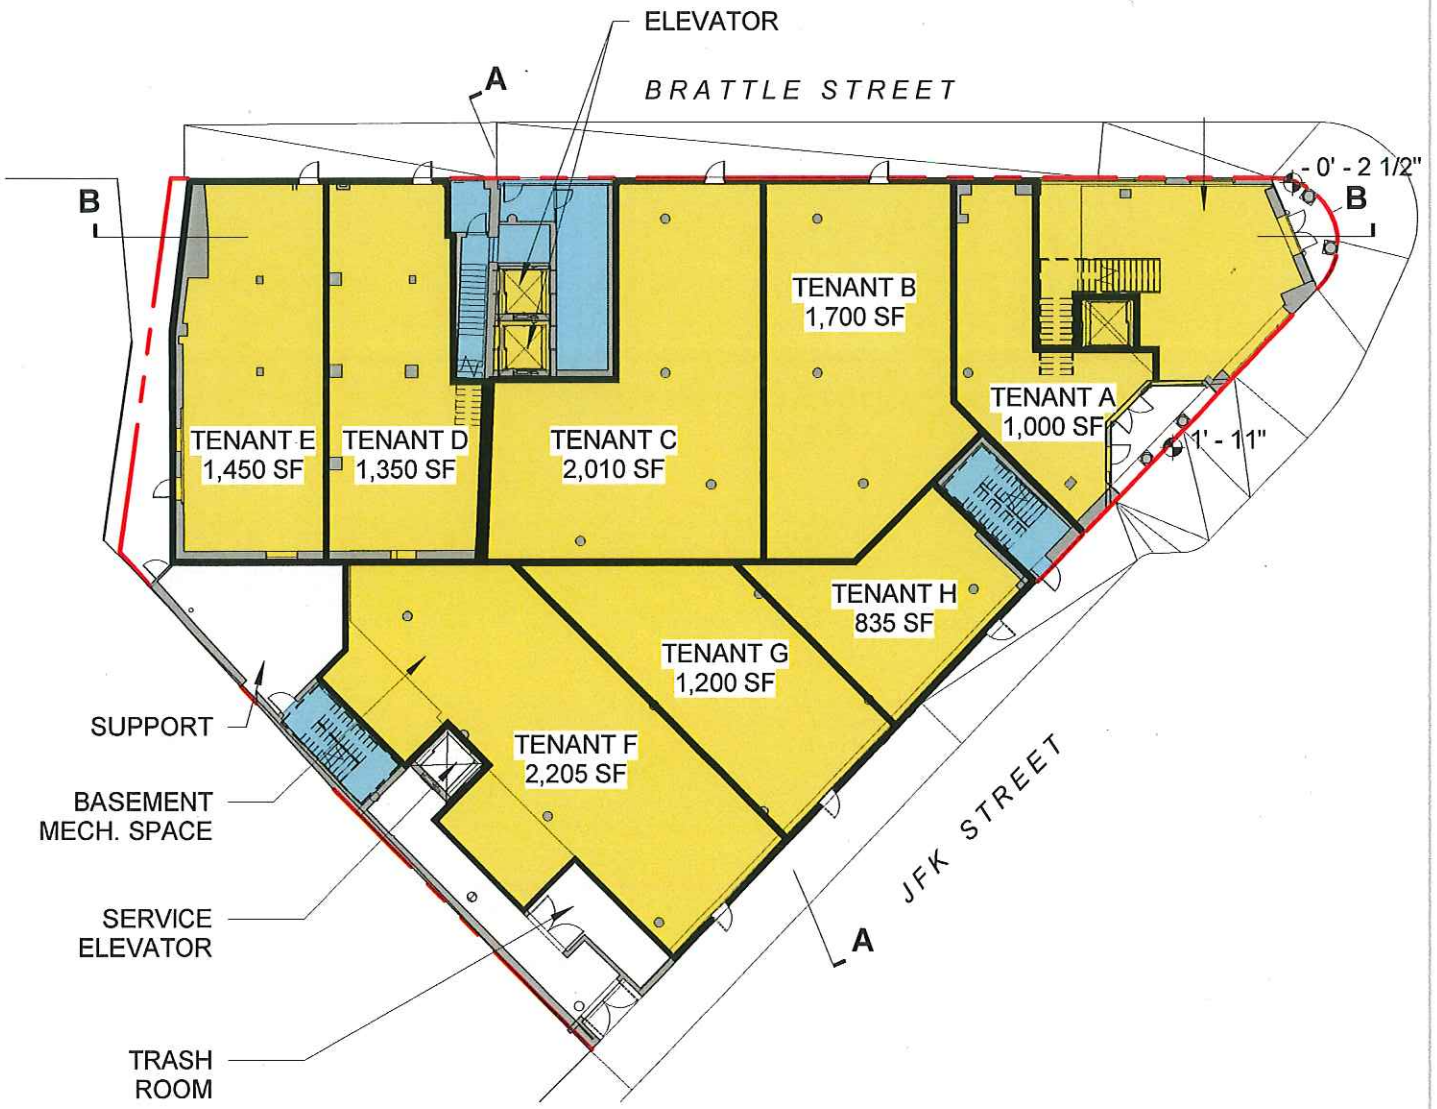 ELEVATOR
A
BRATTLE STREET
- 0' - 2 1/2"
B
B
TENANT B
1,700 SF
TENANT A
1,000 SF
TENANT E
1,450 SF
TENANT D
1,350 SF
TENANT C
2,010 SF
1' - 11"
TENANT H
835 SF
TENANT G
1,200 SF
SUPPORT
TENANT F
2,205 SF
BASEMENT
MECH. SPACE
JFK STREET
SERVICE
ELEVATOR
A
TRASH
ROOM